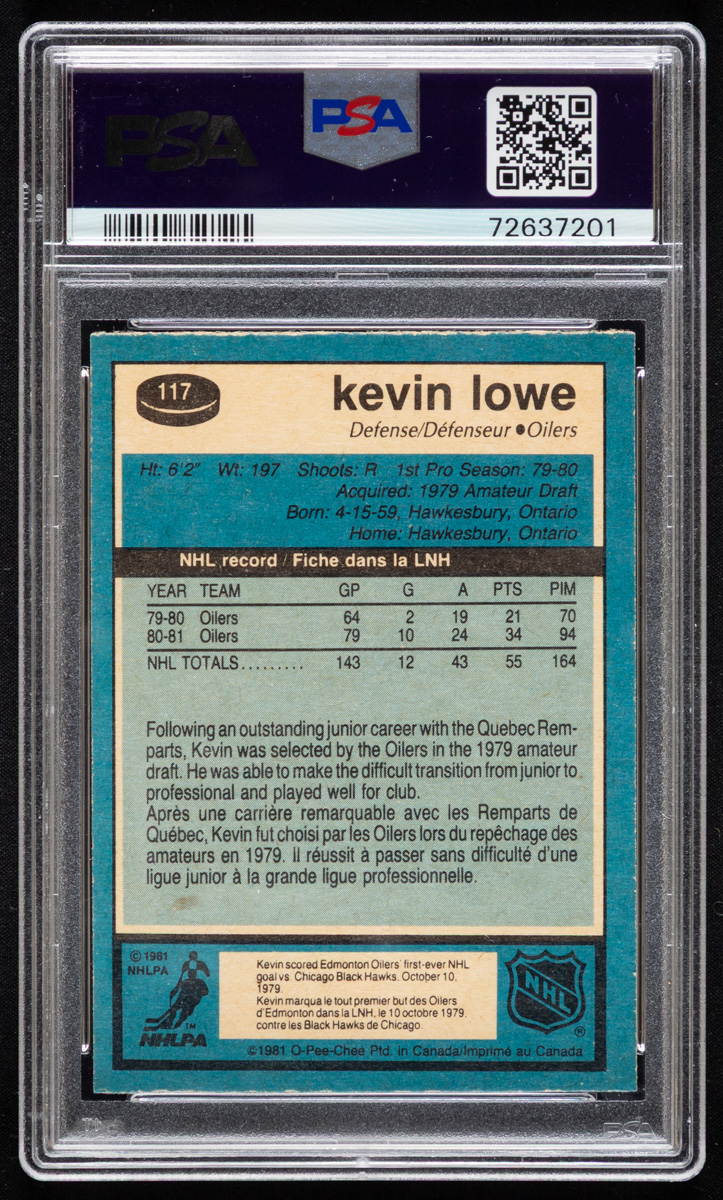 PSA
PSA
72637201
117
kevin lowe
Defense/Défenseur • Oilers
Ht: 6'2" Wt: 197 Shoots: R 1st Pro Season: 79-80
Acquired: 1979 Amateur Draft
Born: 4-15-59, Hawkesbury, Ontario
Home: Hawkesbury, Ontario
NHL record / Fiche dans la LNH
YEAR TEAM GP G A PTS PIM
79-80 Oilers 64 2 19 21 70
80-81 Oilers 79 10 24 34 94
NHL TOTALS......... 143 12 43 55 164
Following an outstanding junior career with the Quebec Rem-
parts, Kevin was selected by the Oilers in the 1979 amateur
draft. He was able to make the difficult transition from junior to
professional and played well for club.
Après une carrière remarquable avec les Remparts de
Québec, Kevin fut choisi par les Oilers lors du repêchage des
amateurs en 1979. Il réussit à passer sans difficulté d'une
ligue junior à la grande ligue professionnelle.
© 1981
NHLPA
TM
NHLPA
Kevin scored Edmonton Oilers' first-ever NHL
goal vs. Chicago Black Hawks, October 10,
1979.
Kevin marqua le tout premier but des Oilers
d'Edmonton dans la LNH, le 10 octobre 1979,
contre les Black Hawks de Chicago.
NHL
®
©1981 O-Pee-Chee Ptd. in Canada/Imprimé au Canada
PSA